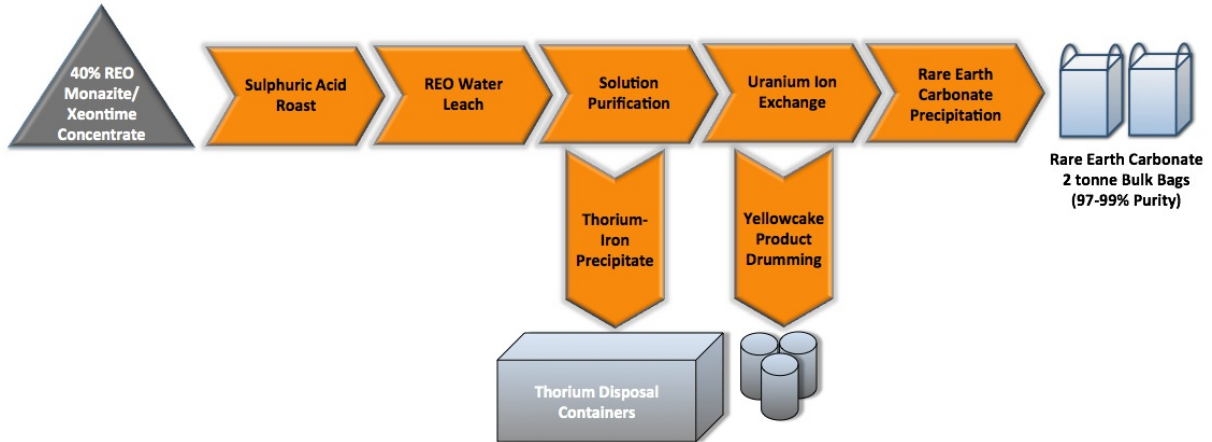 40% REO
Monazite/
Xeontime
Concentrate
Sulphuric Acid
Roast
REO Water
Leach
Solution
Purification
Uranium Ion
Exchange
Rare Earth
Carbonate
Precipitation
Rare Earth Carbonate
2 tonne Bulk Bags
(97-99% Purity)
Thorium-
Iron
Precipitate
Yellowcake
Product
Drumming
Thorium Disposal
Containers